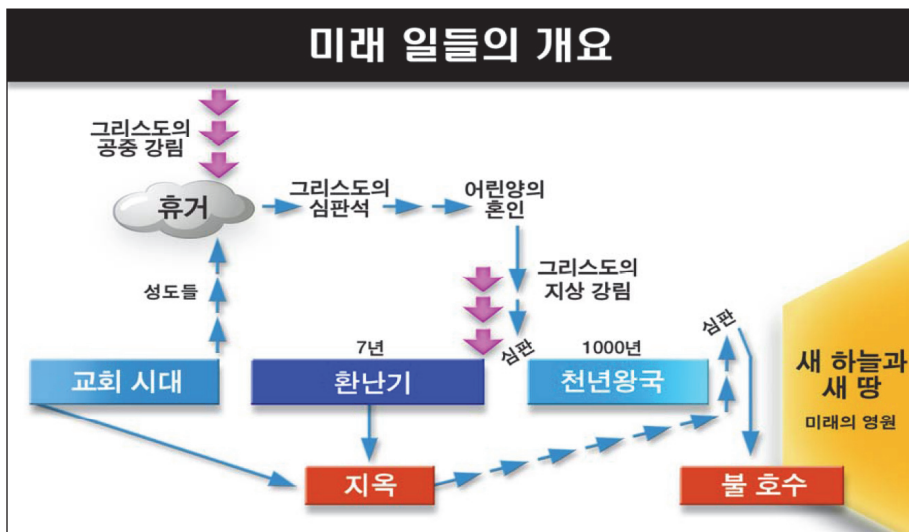 미래 일들의 개요
그리스도의
공중 강림
휴거
그리스도의
심판석
어린양의
혼인
성도들
그리스도의
지상 강림
7년
심판
1000년
심판
교회 시대
환난기
천년왕국
새 하늘과
새 땅
미래의 영원
지옥
불 호수